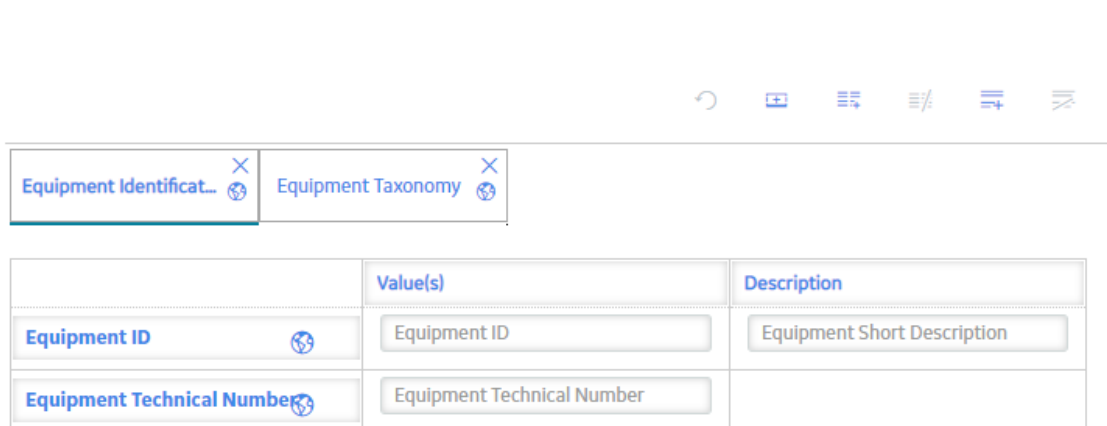 Equipment Identificat... Equipment Taxonomy
Value(s) Description
Equipment ID Equipment ID Equipment Short Description
Equipment Technical Number Equipment Technical Number